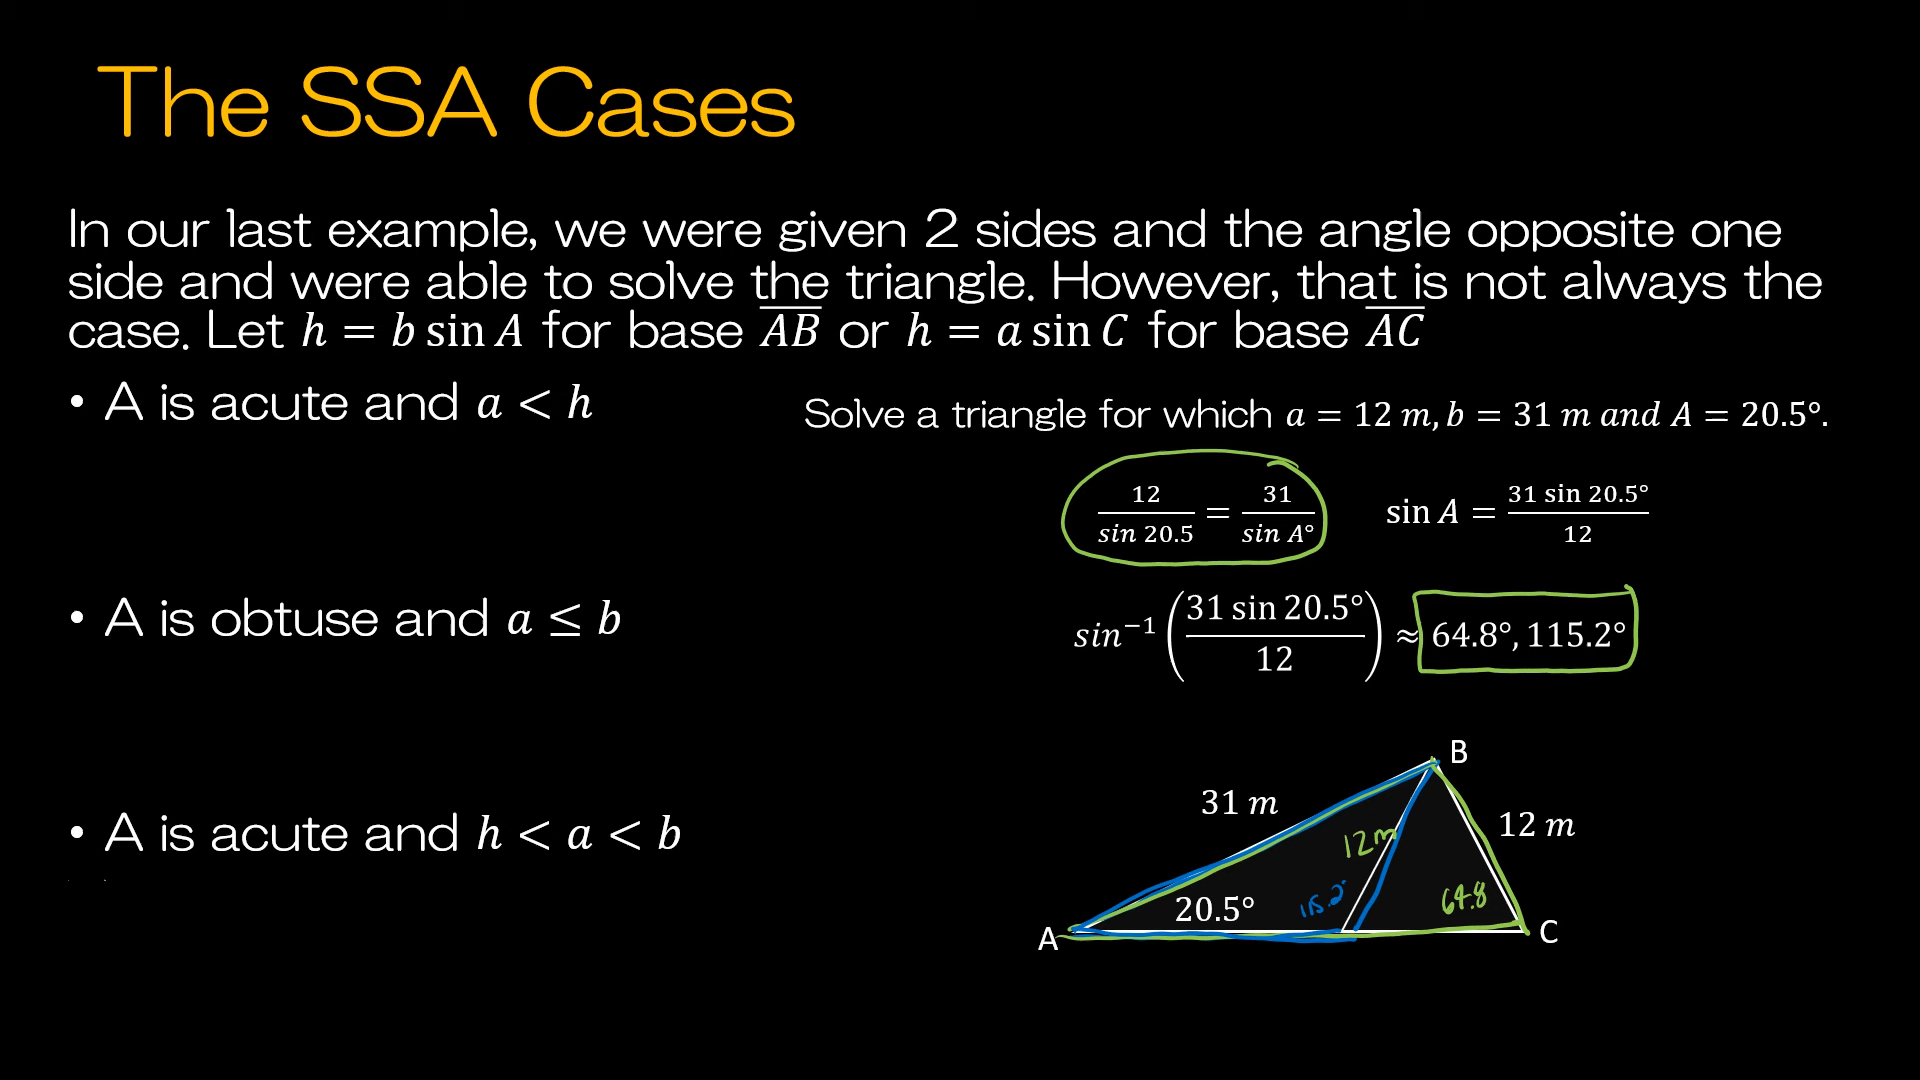 The SSA Cases
In our last example, we were given 2 sides and the angle opposite one
side and were able to solve the triangle. However, that is not always the
case. Let h = b sin A for base A̅B̅ or h = a sin C for base A̅C̅
• A is acute and a < h
Solve a triangle for which a = 12 m, b = 31 m and A = 20.5°.
12/sin 20.5 = 31/sin A° sin A = 31 sin 20.5°/12
sin⁻¹(31 sin 20.5°/12) ≈ 64.8°, 115.2°
• A is obtuse and a ≤ b
• A is acute and h < a < b
B
31 m
12 m
12m
20.5°
115.2°
64.8
A
C